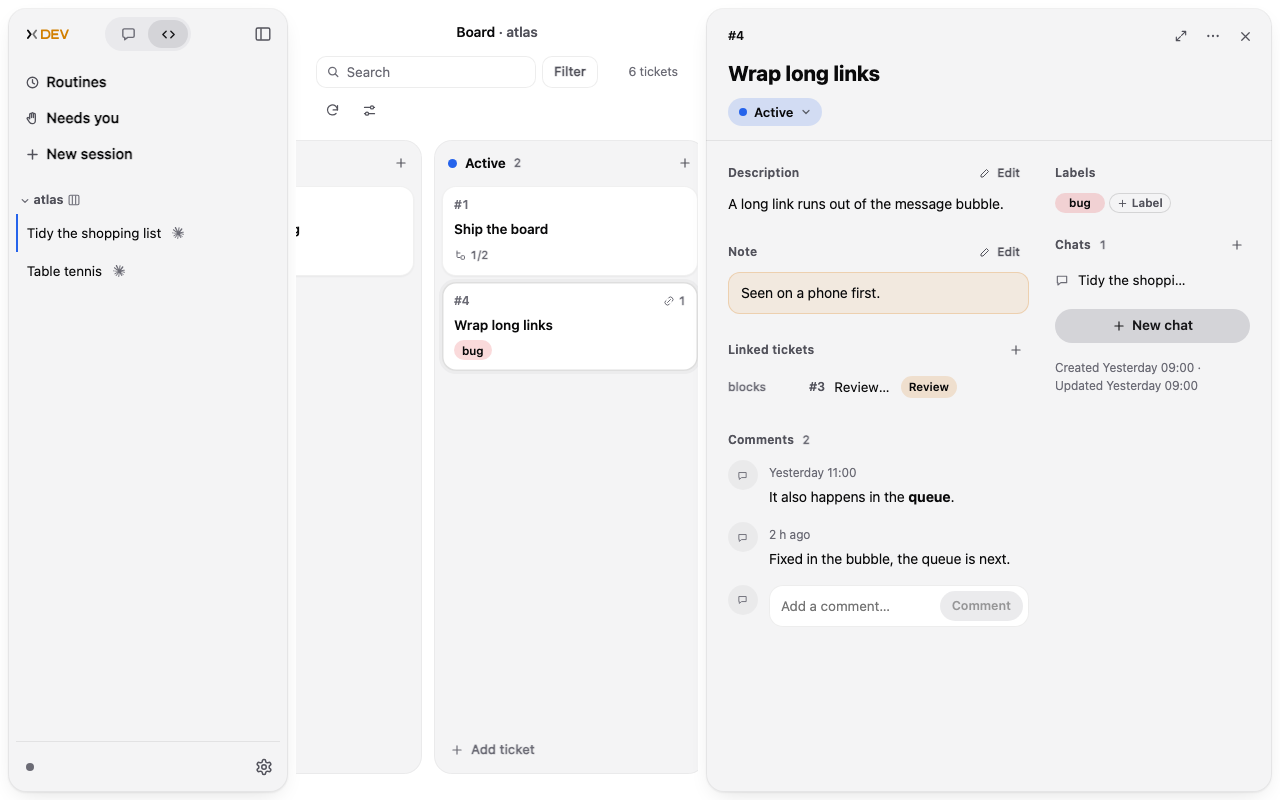 DEV
Routines
Needs you
New session
atlas
Tidy the shopping list
Table tennis
Board · atlas
Search
Filter
6 tickets
Active 2
#1
Ship the board
1/2
#4
1
Wrap long links
bug
Add ticket
#4
Wrap long links
Active
Description
Edit
A long link runs out of the message bubble.
Note
Edit
Seen on a phone first.
Linked tickets
blocks
#3
Review…
Review
Comments 2
Yesterday 11:00
It also happens in the queue.
2 h ago
Fixed in the bubble, the queue is next.
Add a comment…
Comment
Labels
bug
+ Label
Chats 1
Tidy the shoppi…
New chat
Created Yesterday 09:00 ·
Updated Yesterday 09:00